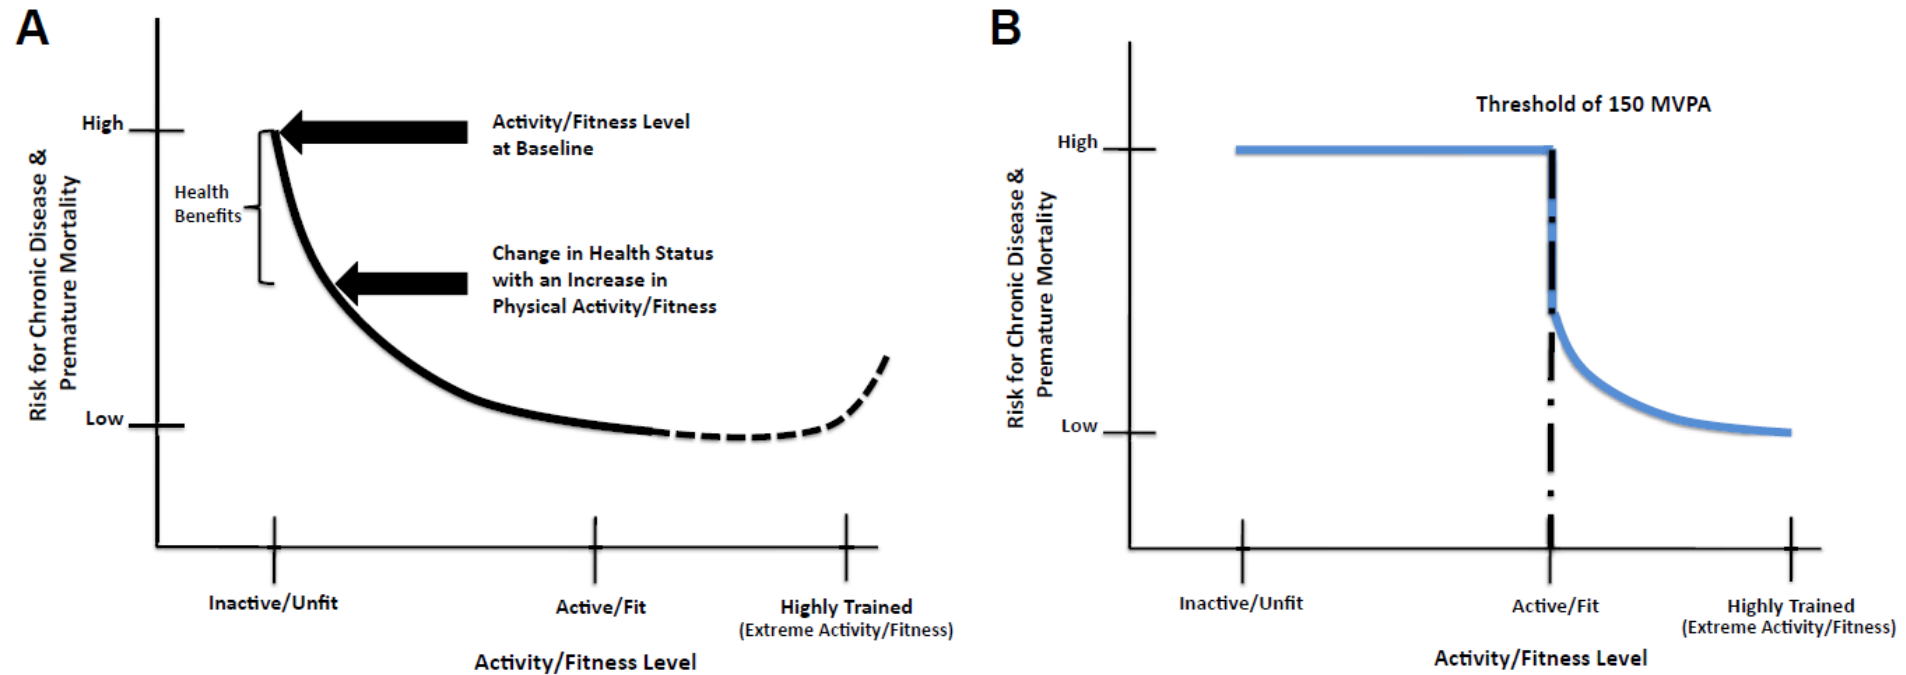 A
High
Low
Risk for Chronic Disease &
Premature Mortality
Health
Benefits
Activity/Fitness Level
at Baseline
Change in Health Status
with an Increase in
Physical Activity/Fitness
Inactive/Unfit
Active/Fit
Highly Trained
(Extreme Activity/Fitness)
Activity/Fitness Level
B
Threshold of 150 MVPA
High
Low
Risk for Chronic Disease &
Premature Mortality
Inactive/Unfit
Active/Fit
Highly Trained
(Extreme Activity/Fitness)
Activity/Fitness Level